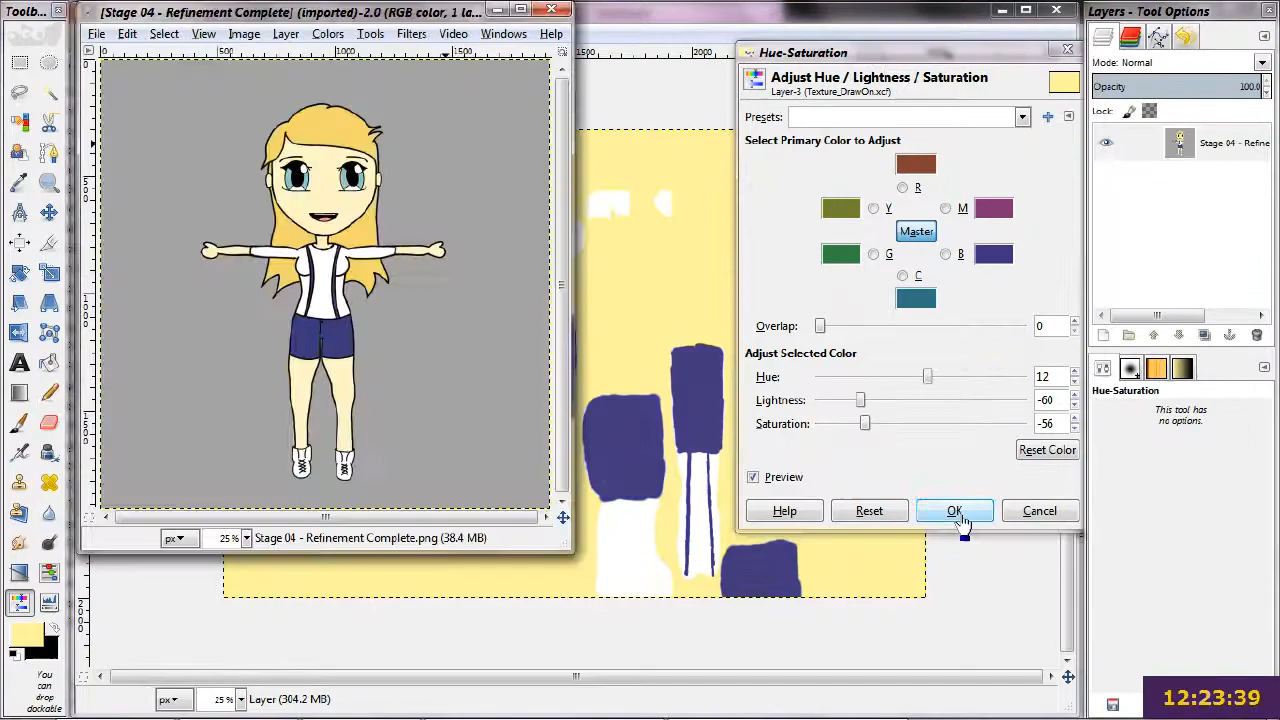 Toolb...
[Stage 04 - Refinement Complete] (imported)-2.0 (RGB color, 1 la...
Layers - Tool Options
File Edit Select View Image Layer Colors Tools Filters Video Windows Help
0 500 1000 1500
1500 2000
Mode: Normal
Opacity 100.0
Lock:
Stage 04 - Refine
Hue-Saturation
Adjust Hue / Lightness / Saturation
Layer-3 (Texture_DrawOn.xcf)
Presets:
Select Primary Color to Adjust
R
Y
M
Master
G
B
C
Overlap: 0
Adjust Selected Color
Hue: 12
Lightness: -60
Saturation: -56
Reset Color
Preview
Help Reset OK Cancel
Hue-Saturation
This tool has
no options.
px 25 % Stage 04 - Refinement Complete.png (38.4 MB)
You
can
drop
dockable
px 25 % Layer (304.2 MB)
12:23:39